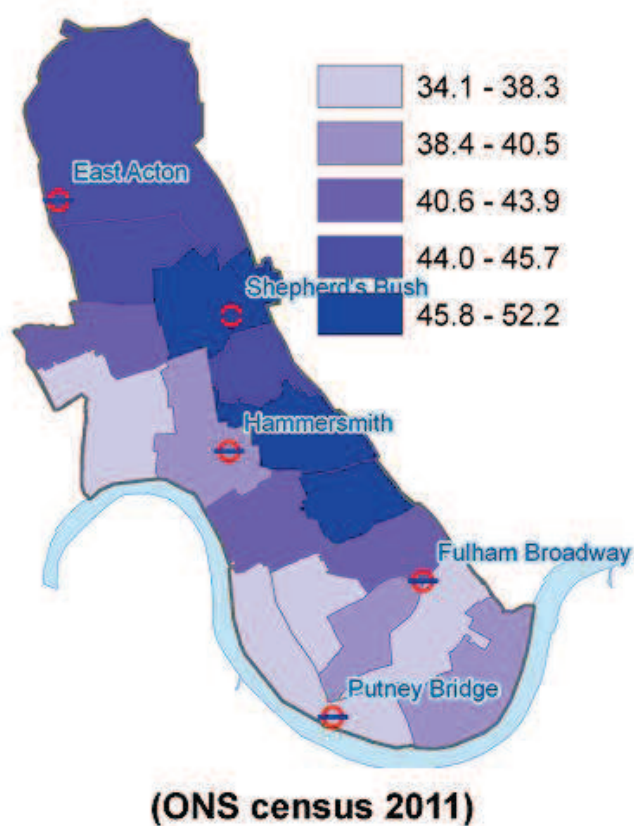 34.1 - 38.3
East Acton
38.4 - 40.5
40.6 - 43.9
44.0 - 45.7
Shepherd's Bush
45.8 - 52.2
Hammersmith
Fulham Broadway
Putney Bridge
(ONS census 2011)